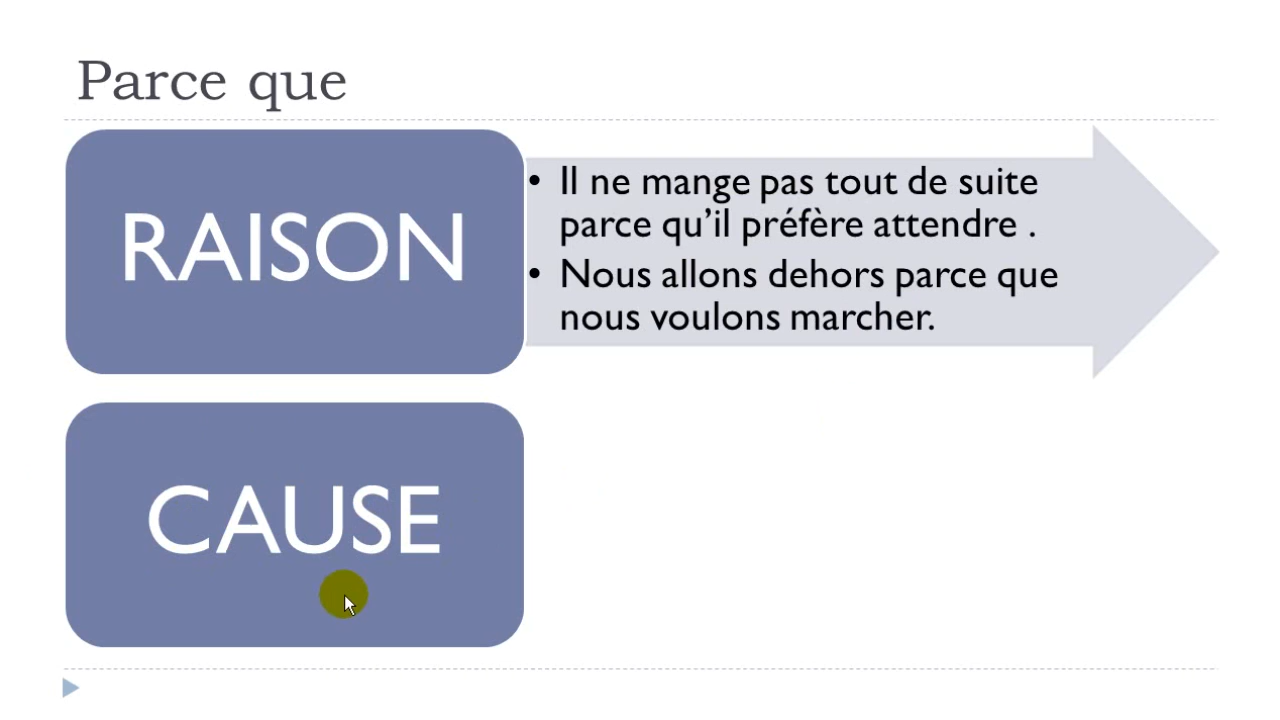 Parce que
RAISON
• Il ne mange pas tout de suite
parce qu’il préfère attendre .
• Nous allons dehors parce que
nous voulons marcher.
CAUSE